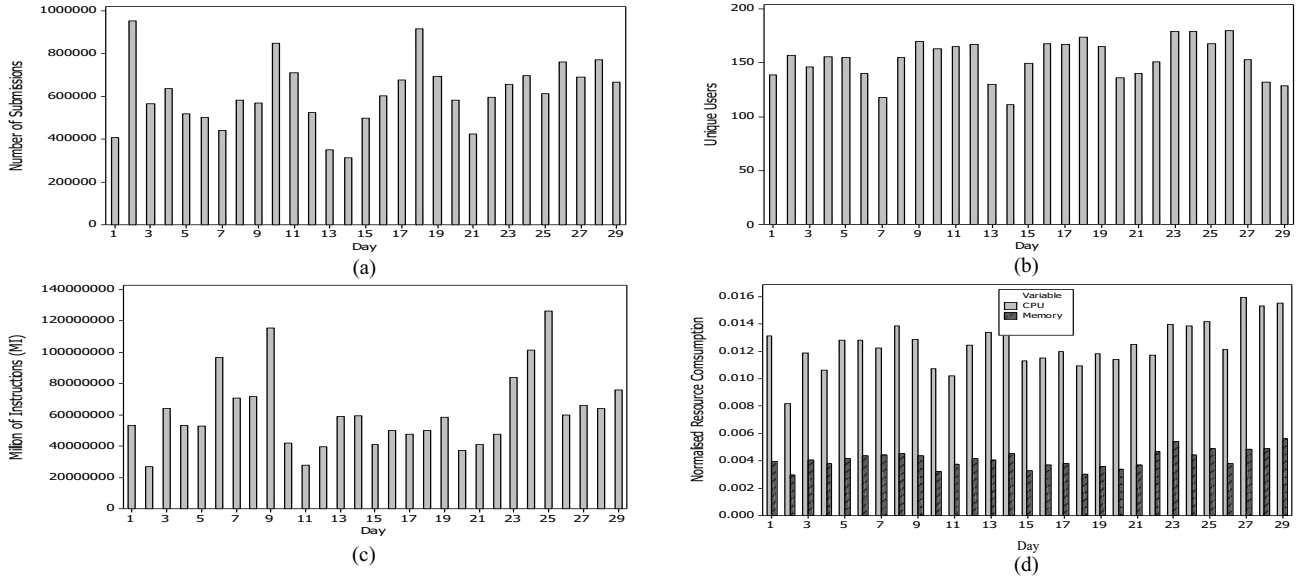 1000000
800000
600000
400000
200000
0
Number of Submissions
1 3 5 7 9 11 13 15 17 19 21 23 25 27 29
Day
(a)
200
150
100
50
0
Unique Users
1 3 5 7 9 11 13 15 17 19 21 23 25 27 29
Day
(b)
140000000
120000000
100000000
80000000
60000000
40000000
20000000
0
Million of Instructions (MI)
1 3 5 7 9 11 13 15 17 19 21 23 25 27 29
Day
(c)
Variable
CPU
Memory
0.016
0.014
0.012
0.010
0.008
0.006
0.004
0.002
0.000
Normalised Resource Comsumption
1 3 5 7 9 11 13 15 17 19 21 23 25 27 29
Day
(d)